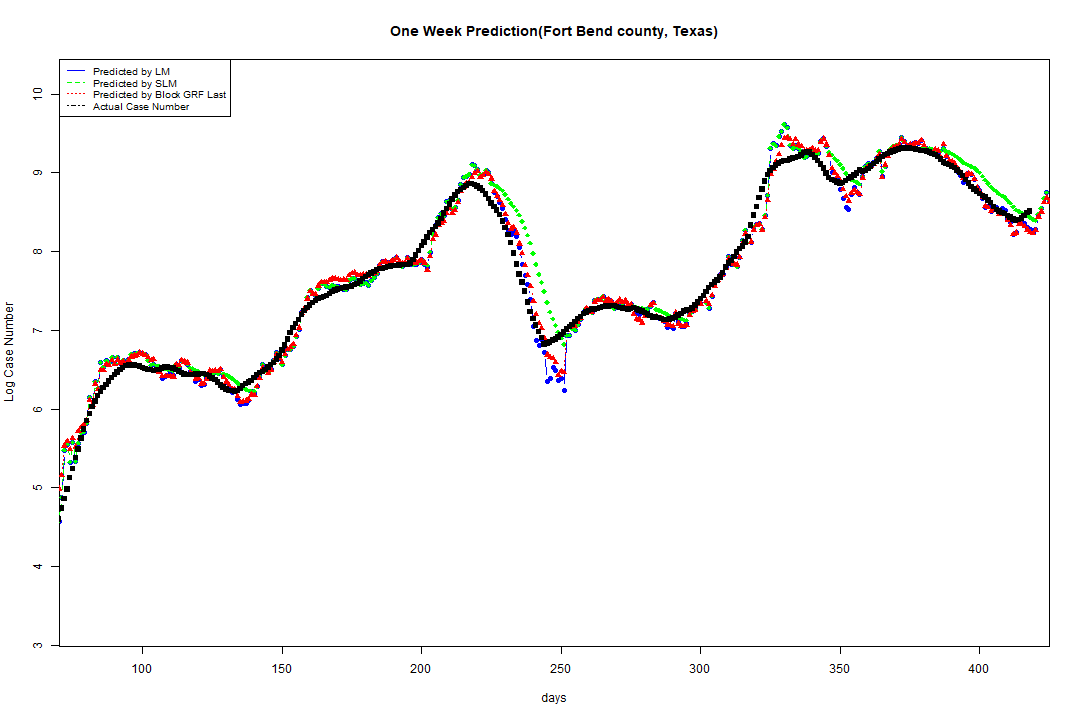 One Week Prediction(Fort Bend county, Texas)
Predicted by LM
Predicted by SLM
Predicted by Block GRF Last
Actual Case Number
10
9
8
7
6
5
4
3
Log Case Number
100 150 200 250 300 350 400
days